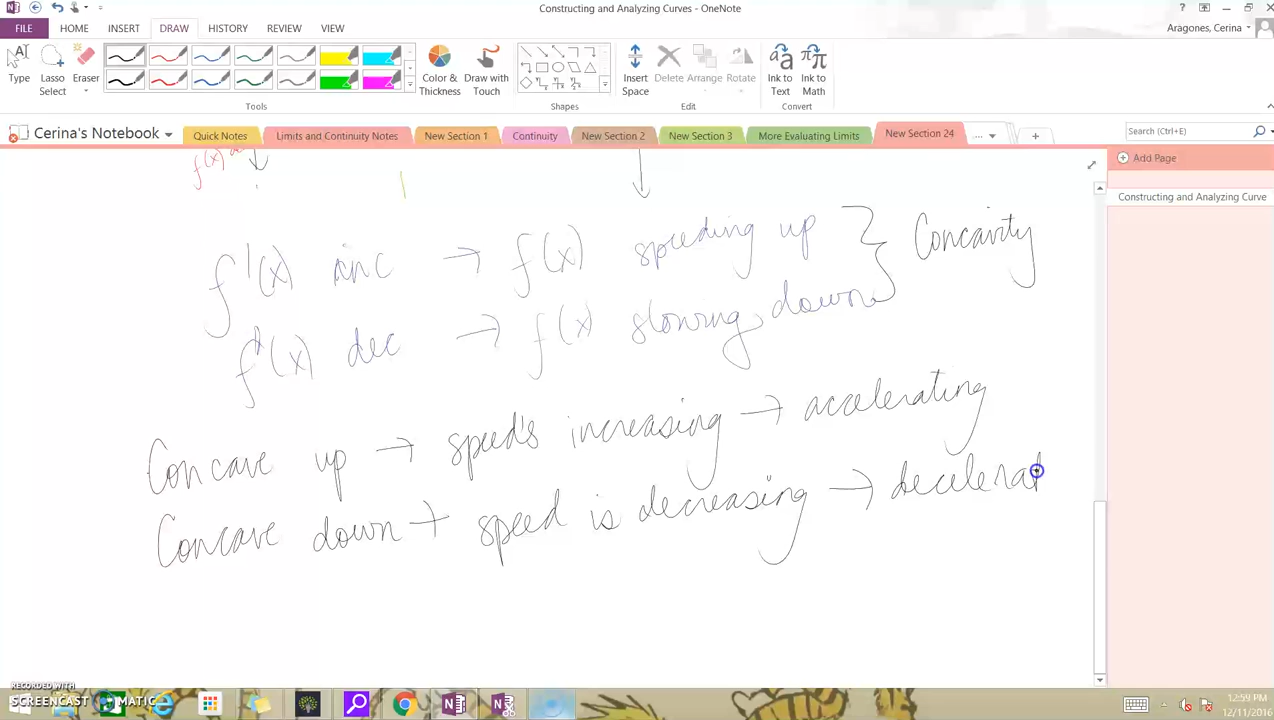 Constructing and Analyzing Curves - OneNote
FILE HOME INSERT DRAW HISTORY REVIEW VIEW
Aragones, Cerina
Type Lasso Select Eraser Color & Thickness Draw with Touch Insert Space Delete Arrange Rotate Ink to Text Ink to Math
Tools Shapes Edit Convert
Cerina's Notebook Quick Notes Limits and Continuity Notes New Section 1 Continuity New Section 2 New Section 3 More Evaluating Limits New Section 24 ... Search (Ctrl+E)
Add Page
Constructing and Analyzing Curve
f(x)
f'(x) inc → f(x) speeding up } Concavity
f'(x) dec → f(x) slowing down
Concave up → speed's increasing → accelerating
Concave down → speed is decreasing → decelerat
RECORDED WITH
SCREENCAST MATIC
12:59 PM
12/11/2016